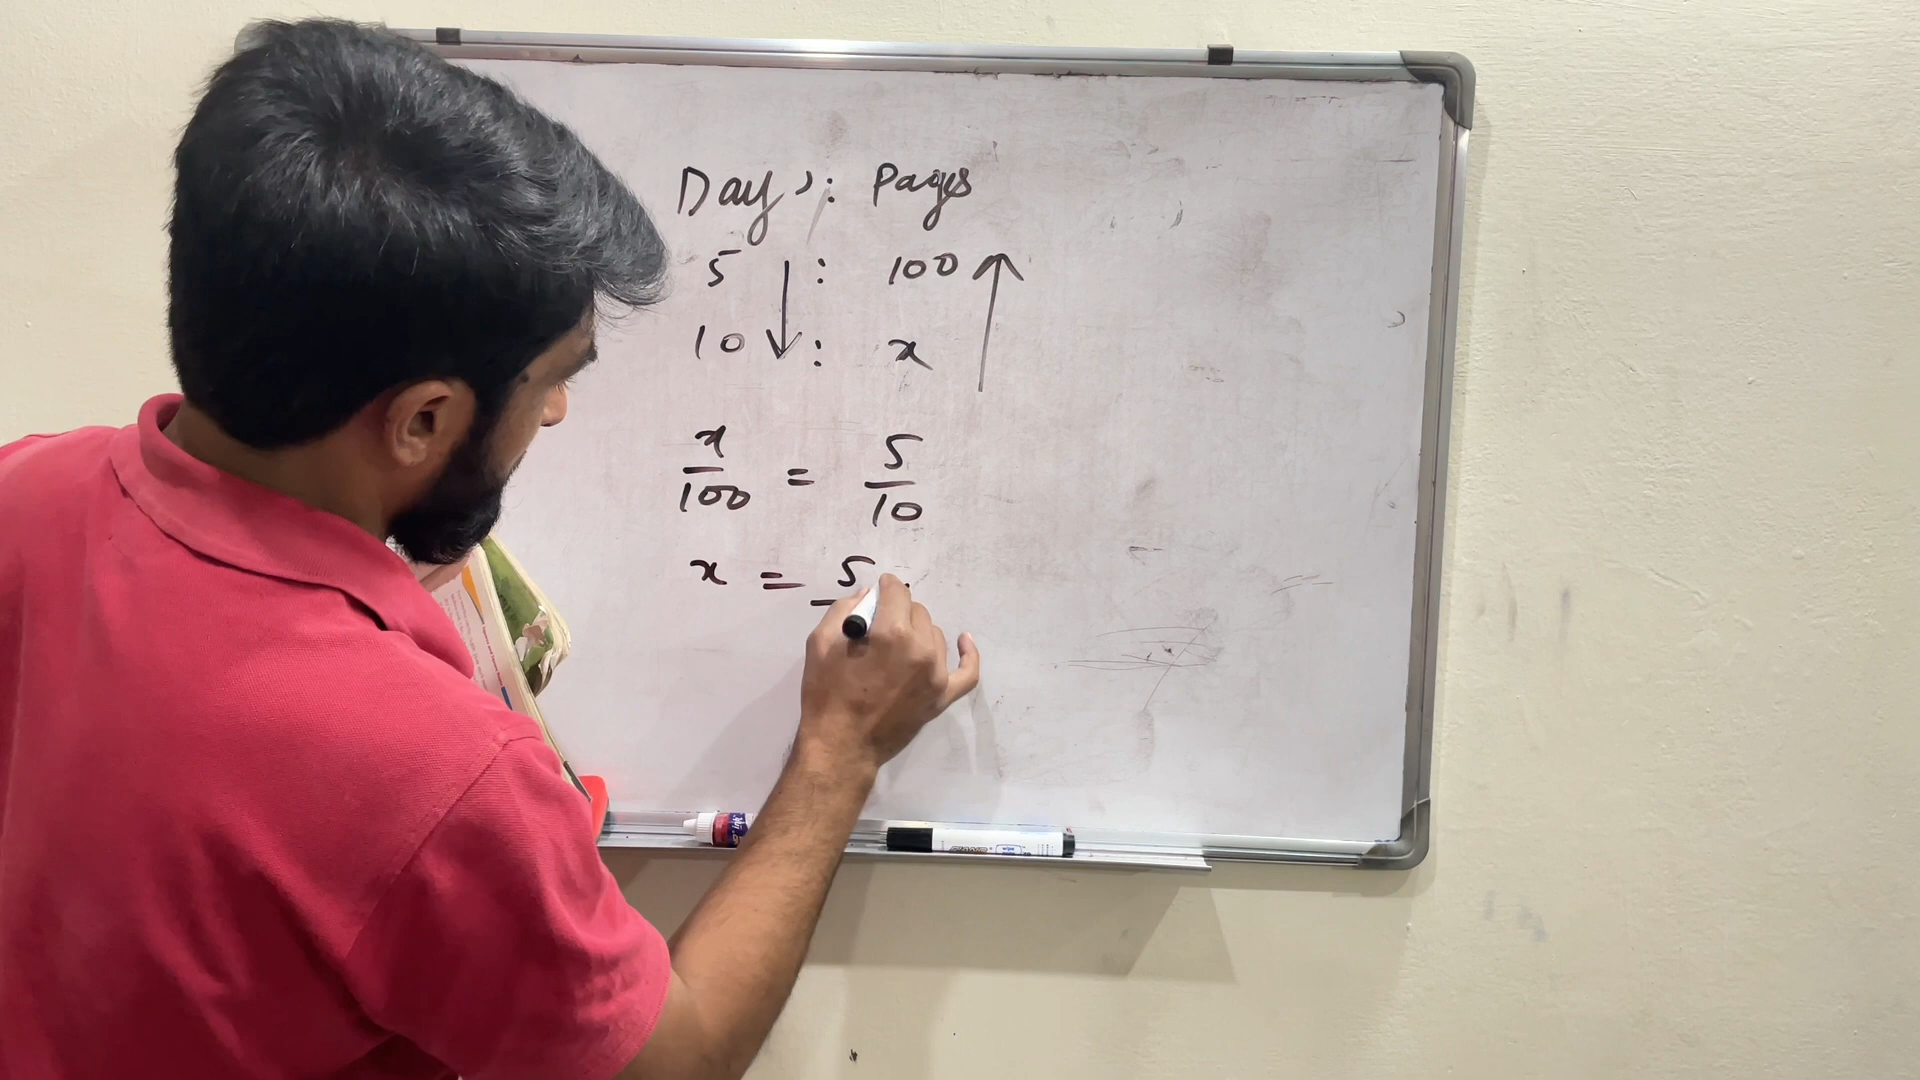 Days : Pages
5 ↓ : 100 ↑
10 : x
x/100 = 5/10
x = 5